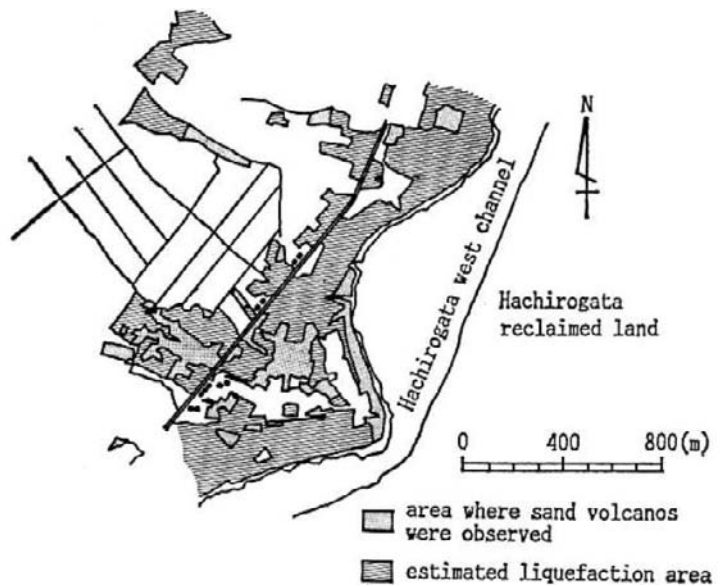 N
Hachirogata west channel
Hachirogata
reclaimed land
0 400 800(m)
area where sand volcanos
were observed
estimated liquefaction area